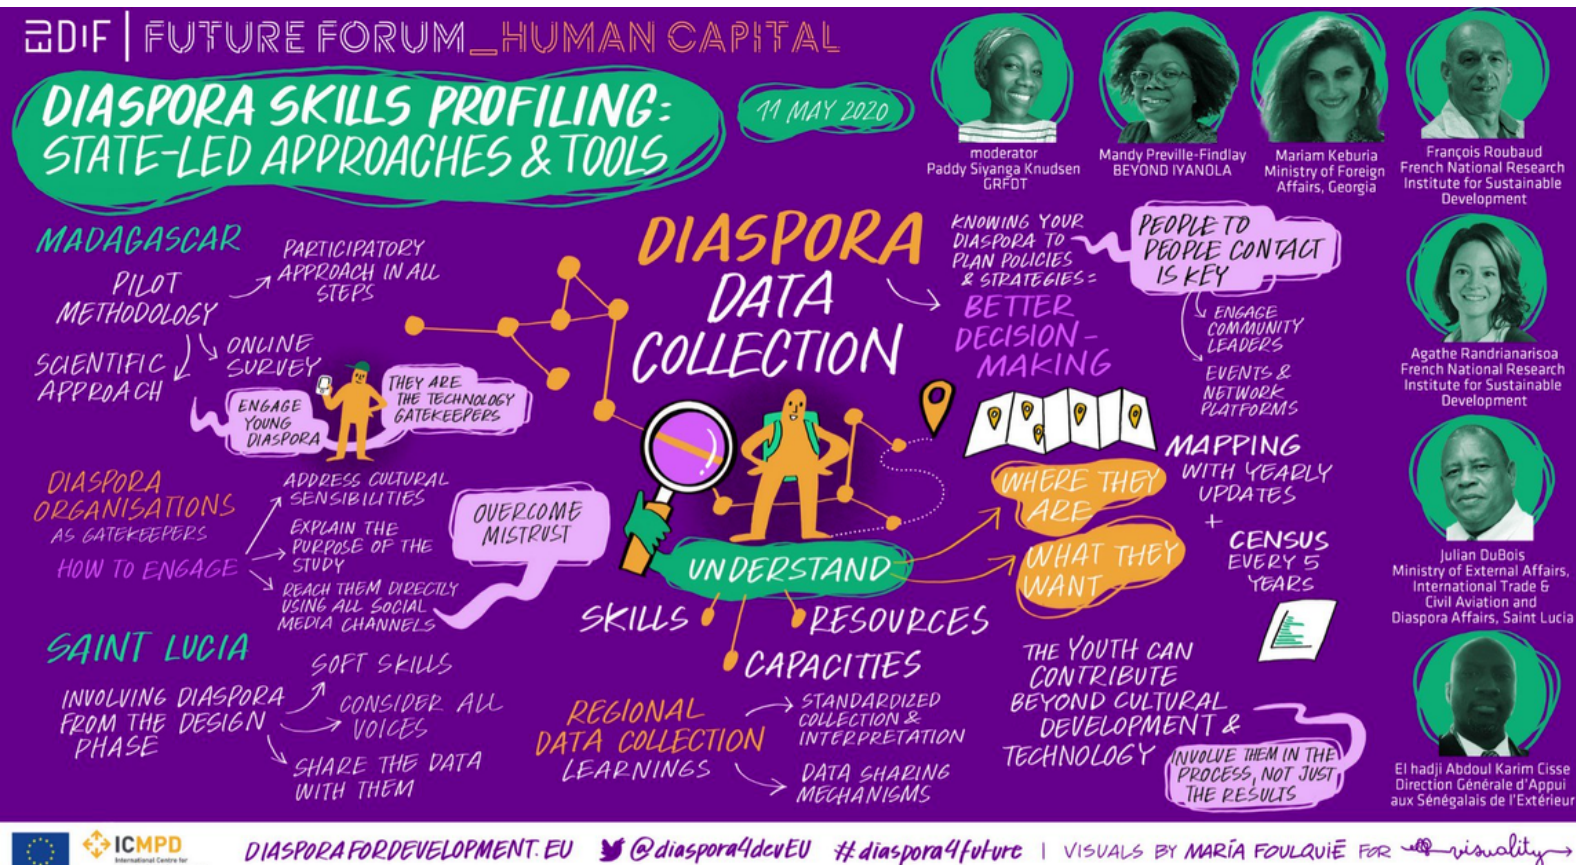 EUDiF | FUTURE FORUM_HUMAN CAPITAL
DIASPORA SKILLS PROFILING:
STATE-LED APPROACHES & TOOLS
11 MAY 2020
moderator
Paddy Siyanga Knudsen
GRFDT
Mandy Preville-Findlay
BEYOND IYANOLA
Mariam Keburia
Ministry of Foreign
Affairs, Georgia
François Roubaud
French National Research
Institute for Sustainable
Development
MADAGASCAR
PILOT
METHODOLOGY
PARTICIPATORY
APPROACH IN ALL
STEPS
SCIENTIFIC
APPROACH
ONLINE
SURVEY
ENGAGE
YOUNG
DIASPORA
THEY ARE
THE TECHNOLOGY
GATEKEEPERS
DIASPORA
DATA
COLLECTION
KNOWING YOUR
DIASPORA TO
PLAN POLICIES
& STRATEGIES=
BETTER
DECISION-
MAKING
PEOPLE TO
PEOPLE CONTACT
IS KEY
ENGAGE
COMMUNITY
LEADERS
EVENTS &
NETWORK
PLATFORMS
Agathe Randrianarisoa
French National Research
Institute for Sustainable
Development
DIASPORA
ORGANISATIONS
AS GATEKEEPERS
HOW TO ENGAGE
ADDRESS CULTURAL
SENSIBILITIES
EXPLAIN THE
PURPOSE OF THE
STUDY
REACH THEM DIRECTLY
USING ALL SOCIAL
MEDIA CHANNELS
OVERCOME
MISTRUST
UNDERSTAND
SKILLS
RESOURCES
CAPACITIES
WHERE THEY
ARE
WHAT THEY
WANT
MAPPING
WITH YEARLY
UPDATES
+
CENSUS
EVERY 5
YEARS
Julian DuBois
Ministry of External Affairs,
International Trade &
Civil Aviation and
Diaspora Affairs, Saint Lucia
SAINT LUCIA
INVOLVING DIASPORA
FROM THE DESIGN
PHASE
SOFT SKILLS
CONSIDER ALL
VOICES
SHARE THE DATA
WITH THEM
REGIONAL
DATA COLLECTION
LEARNINGS
STANDARDIZED
COLLECTION &
INTERPRETATION
DATA SHARING
MECHANISMS
THE YOUTH CAN
CONTRIBUTE
BEYOND CULTURAL
DEVELOPMENT &
TECHNOLOGY
INVOLVE THEM IN THE
PROCESS, NOT JUST
THE RESULTS
El hadji Abdoul Karim Cisse
Direction Générale d'Appui
aux Sénégalais de l'Extérieur
ICMPD
International Centre for
DIASPORAFORDEVELOPMENT.EU @diaspora4devEU #diaspora4future | VISUALS BY MARÍA FOULQUIÉ FOR visuality